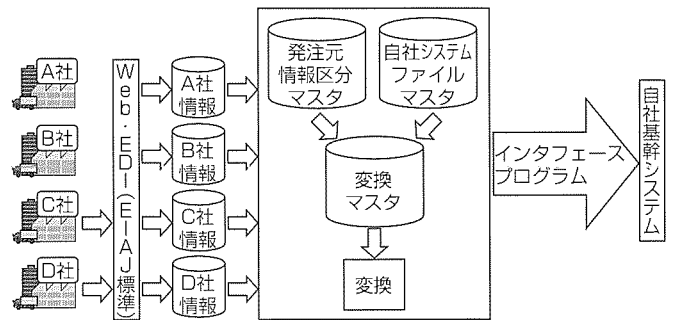 A社
B社
C社
D社
Web・EDI(EIAJ標準)
A社
情報
B社
情報
C社
情報
D社
情報
発注元
情報区分
マスタ
自社システム
ファイル
マスタ
変換
マスタ
変換
インタフェース
プログラム
自社基幹システム